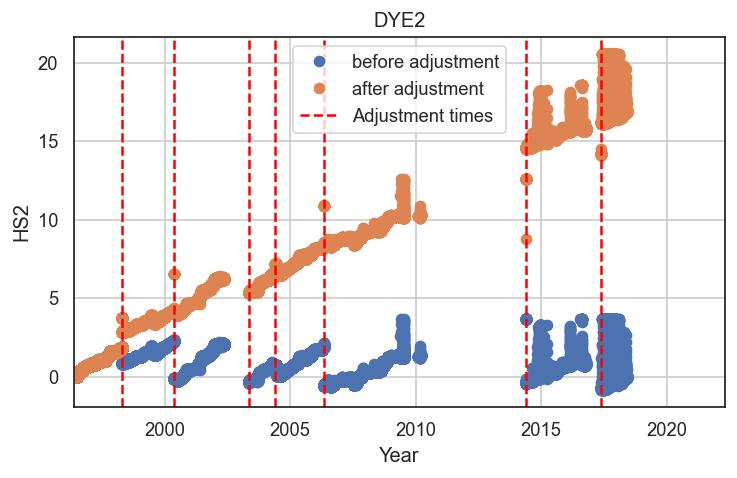 DYE2
before adjustment
after adjustment
Adjustment times
HS2
20
15
10
5
0
2000 2005 2010 2015 2020
Year